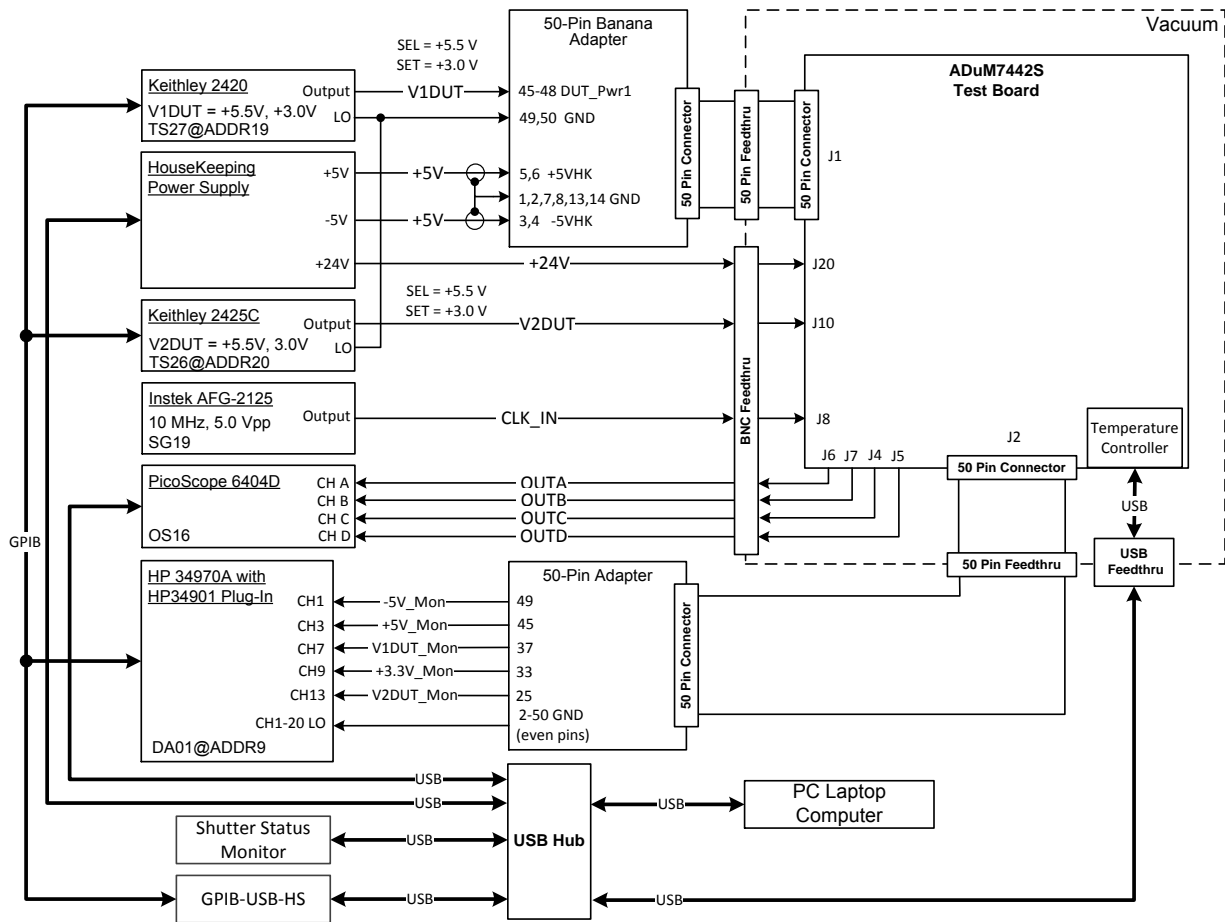 50-Pin Banana
Adapter
Vacuum
SEL = +5.5 V
SET = +3.0 V
ADuM7442S
Test Board
Keithley 2420
Output
V1DUT
45-48 DUT_Pwr1
V1DUT = +5.5V, +3.0V
LO
49,50 GND
TS27@ADDR19
50 Pin Connector
50 Pin Feedthru
50 Pin Connector
J1
HouseKeeping
Power Supply
+5V
+5V
5,6 +5VHK
1,2,7,8,13,14 GND
-5V
+5V
3,4 -5VHK
+24V
+24V
J20
SEL = +5.5 V
SET = +3.0 V
Keithley 2425C
Output
V2DUT
J10
V2DUT = +5.5V, 3.0V
LO
TS26@ADDR20
BNC Feedthru
Instek AFG-2125
10 MHz, 5.0 Vpp
SG19
Output
CLK_IN
J8
J2
Temperature
Controller
J6
J7
J4
J5
50 Pin Connector
PicoScope 6404D
OS16
CH A
OUTA
CH B
OUTB
CH C
OUTC
CH D
OUTD
USB
GPIB
USB
Feedthru
50 Pin Feedthru
HP 34970A with
HP34901 Plug-In
50-Pin Adapter
CH1
-5V_Mon
49
CH3
+5V_Mon
45
CH7
V1DUT_Mon
37
CH9
+3.3V_Mon
33
CH13
V2DUT_Mon
25
CH1-20 LO
2-50 GND
(even pins)
50 Pin Connector
DA01@ADDR9
USB
USB
USB Hub
USB
PC Laptop
Computer
Shutter Status
Monitor
USB
GPIB-USB-HS
USB
USB